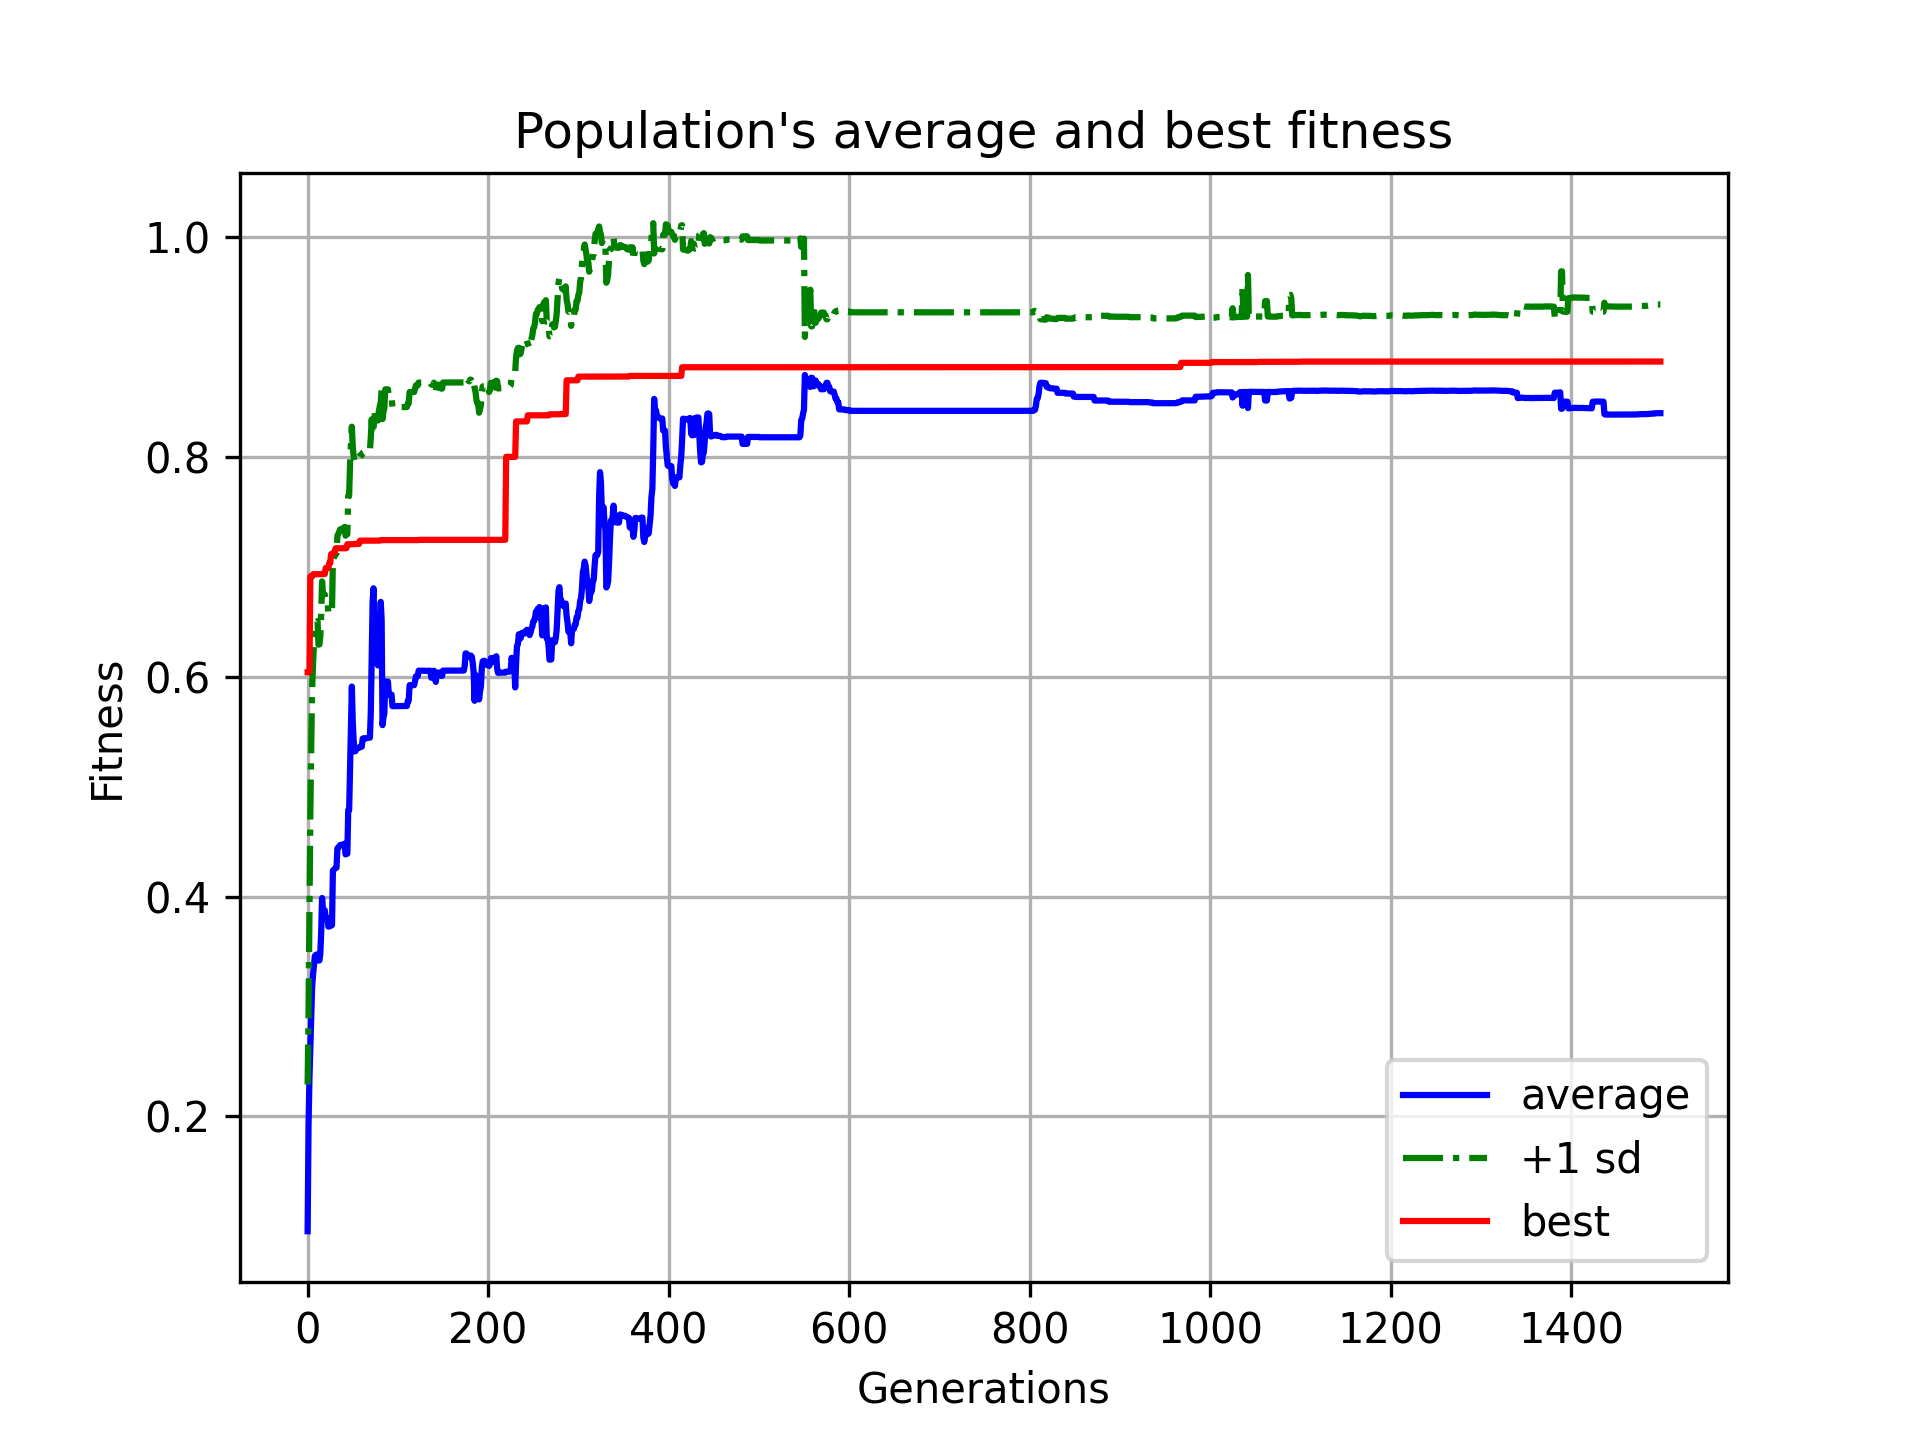 Population's average and best fitness
Fitness
1.0
0.8
0.6
0.4
0.2
0 200 400 600 800 1000 1200 1400
Generations
average
+1 sd
best